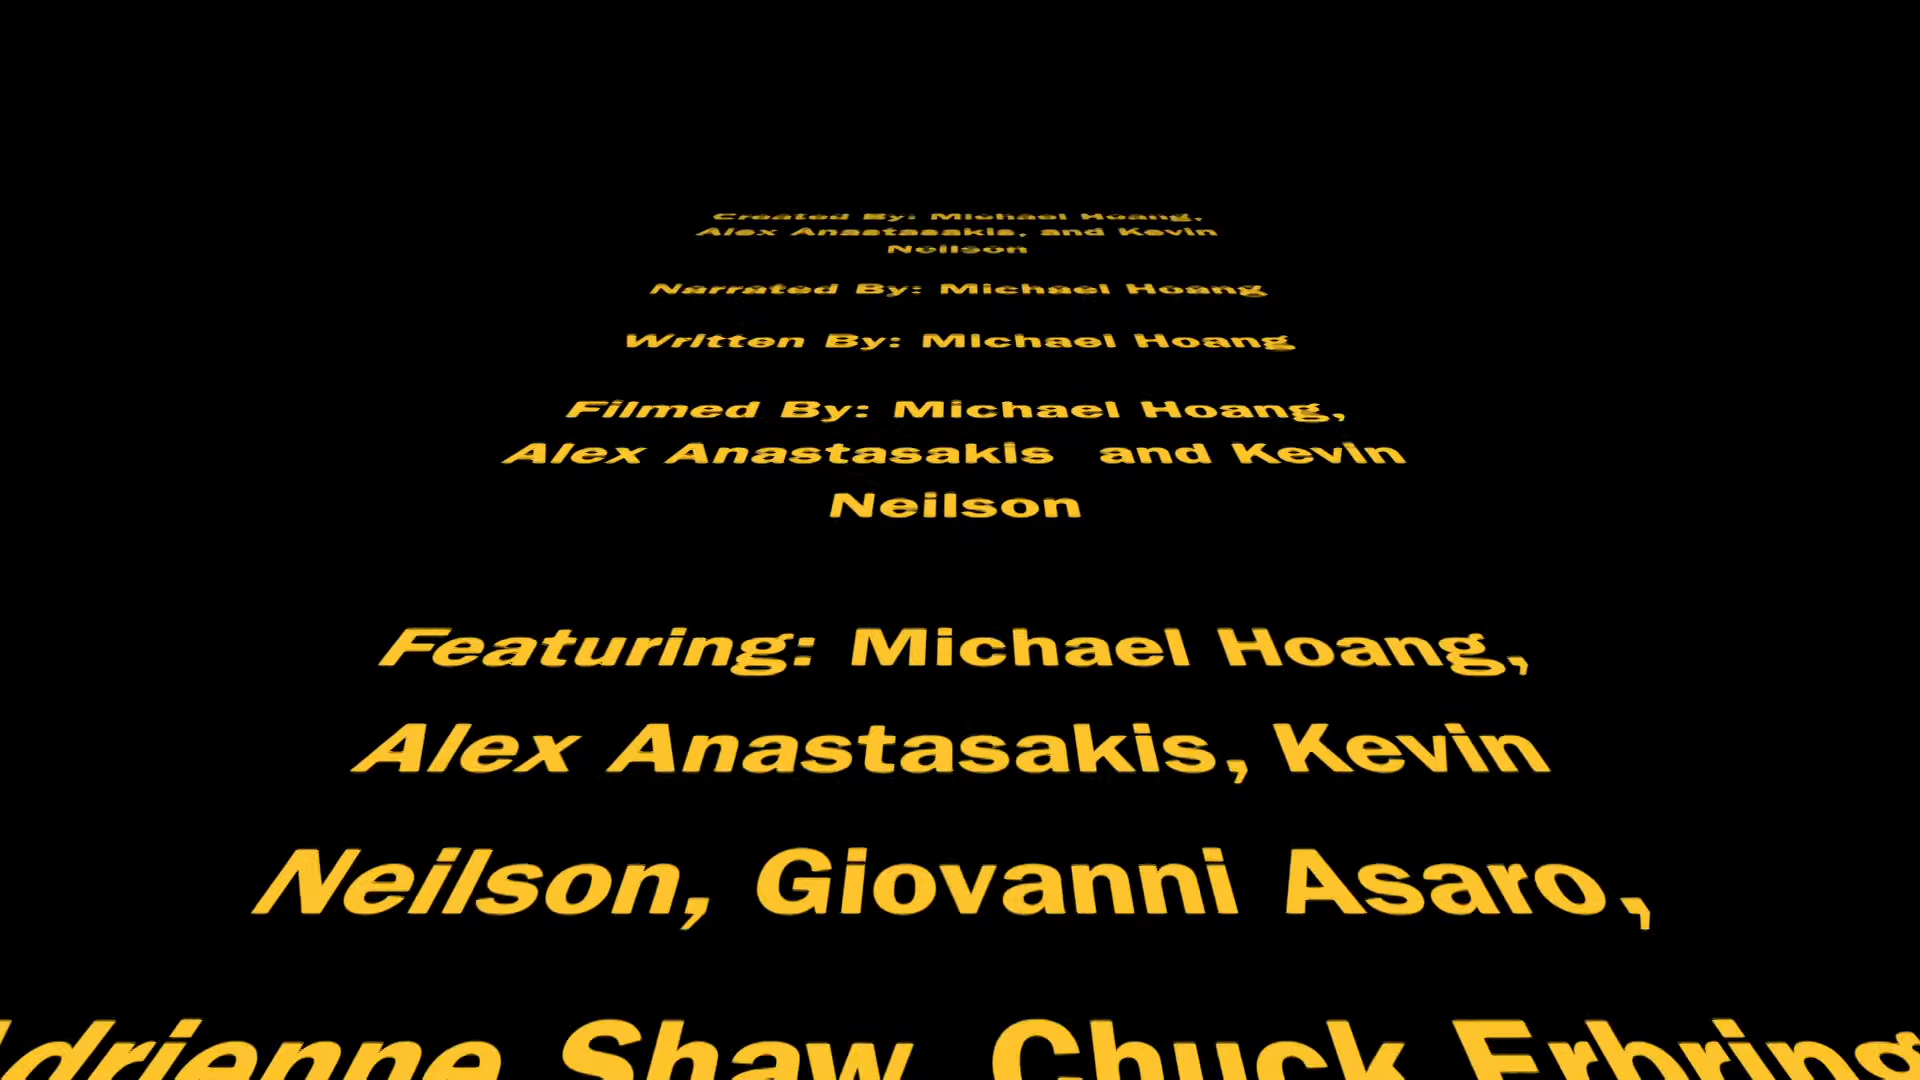 Created By: Michael Hoang,
Alex Anastasakis, and Kevin
Neilson
Narrated By: Michael Hoang
Written By: Michael Hoang
Filmed By: Michael Hoang,
Alex Anastasakis and Kevin
Neilson
Featuring: Michael Hoang,
Alex Anastasakis, Kevin
Neilson, Giovanni Asaro,
Shaw, Chuck